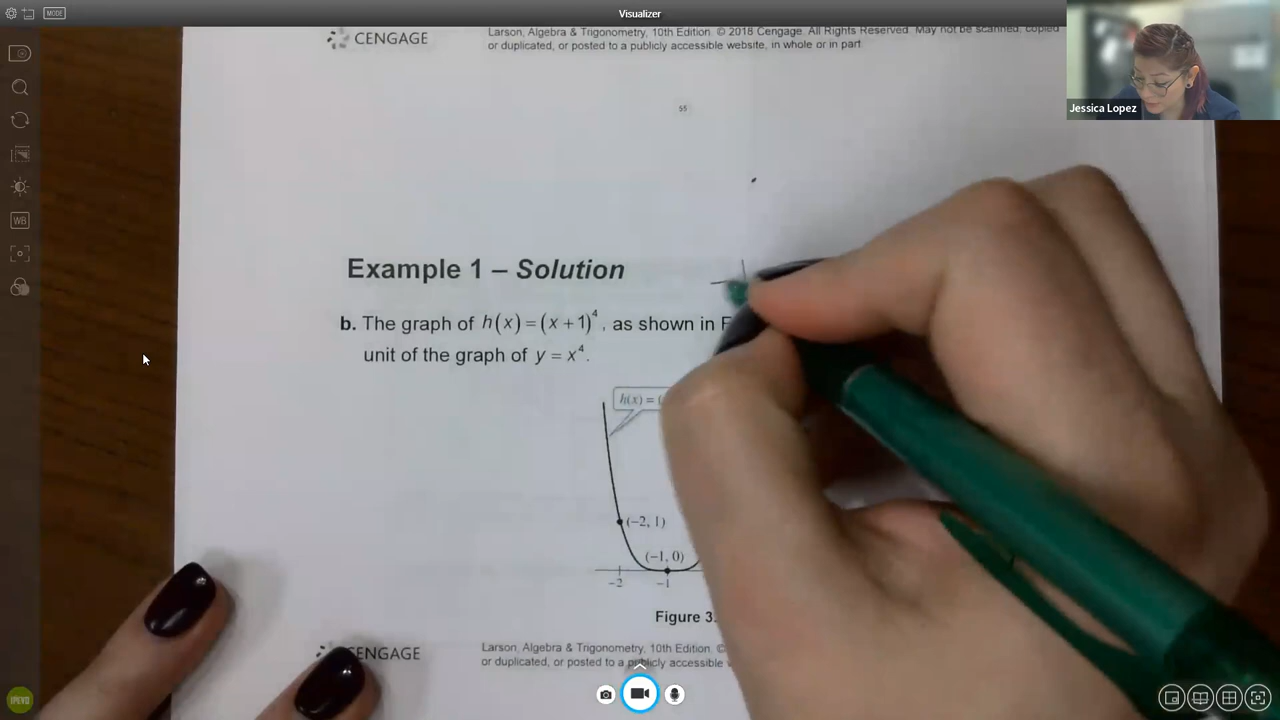 MODE
Visualizer
CENGAGE
Larson, Algebra & Trigonometry, 10th Edition. © 2018 Cengage. All Rights Reserved. May not be scanned, copied
or duplicated, or posted to a publicly accessible website, in whole or in part.
Jessica Lopez
55
WB
Example 1 – Solution
b. The graph of h(x) = (x + 1)⁴, as shown in F
unit of the graph of y = x⁴.
h(x) = (
(−2, 1)
(−1, 0)
−2 −1
Figure 3.
CENGAGE
Larson, Algebra & Trigonometry, 10th Edition. ©
or duplicated, or posted to a publicly accessible
IPEVO